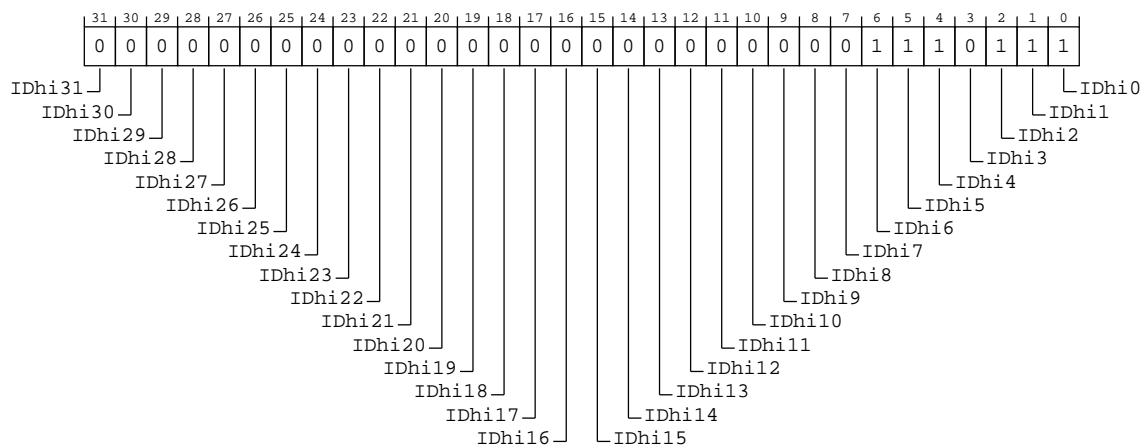 31 30 29 28 27 26 25 24 23 22 21 20 19 18 17 16 15 14 13 12 11 10 9 8 7 6 5 4 3 2 1 0
0 0 0 0 0 0 0 0 0 0 0 0 0 0 0 0 0 0 0 0 0 0 0 0 0 1 1 1 0 1 1 1
IDhi31 IDhi0
IDhi30 IDhi1
IDhi29 IDhi2
IDhi28 IDhi3
IDhi27 IDhi4
IDhi26 IDhi5
IDhi25 IDhi6
IDhi24 IDhi7
IDhi23 IDhi8
IDhi22 IDhi9
IDhi21 IDhi10
IDhi20 IDhi11
IDhi19 IDhi12
IDhi18 IDhi13
IDhi17 IDhi14
IDhi16 IDhi15